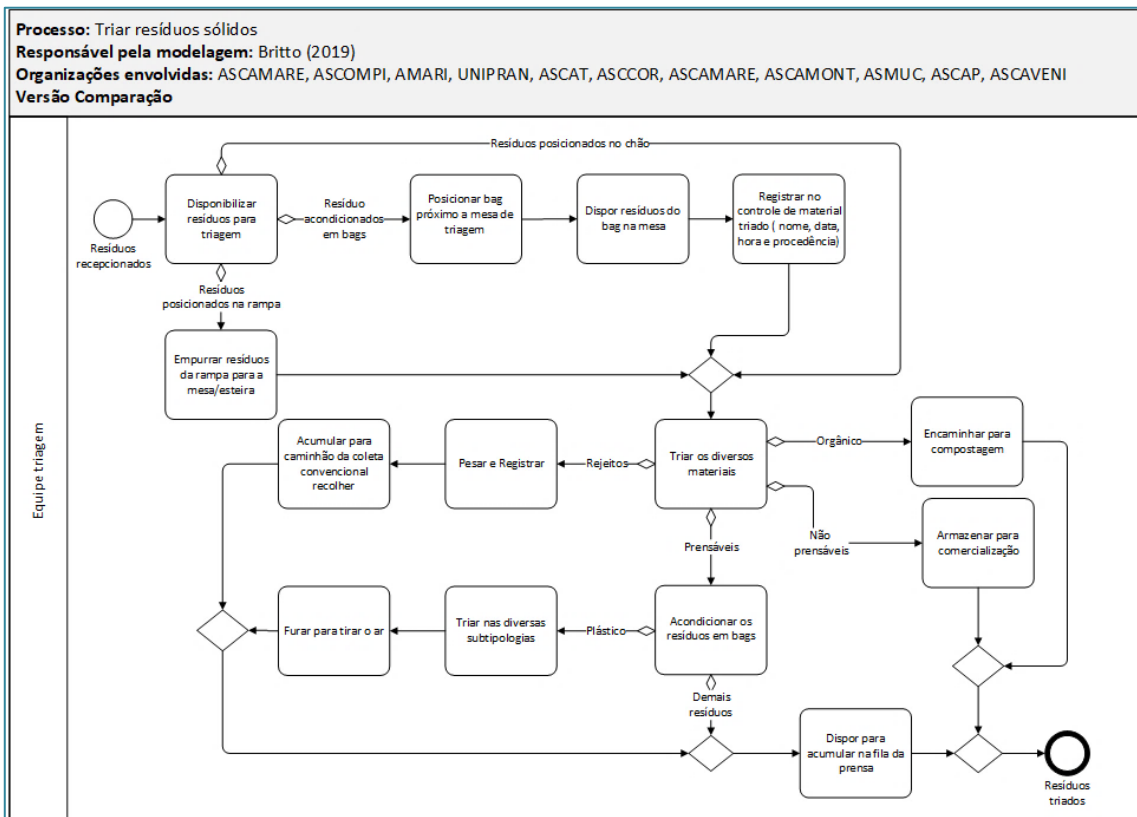 Processo: Triar resíduos sólidos
Responsável pela modelagem: Britto (2019)
Organizações envolvidas: ASCAMARE, ASCOMPI, AMARI, UNIPRAN, ASCAT, ASCCOR, ASCAMARE, ASCAMONT, ASMUC, ASCAP, ASCAVENI
Versão Comparação
Equipe triagem
Resíduos posicionados no chão
Resíduos
recepcionados
Disponibilizar
resíduos para
triagem
Resíduo
acondicionados
em bags
Posicionar bag
próximo a mesa de
triagem
Dispor resíduos do
bag na mesa
Registrar no
controle de material
triado ( nome, data,
hora e procedência)
Resíduos
posicionados na rampa
Empurrar resíduos
da rampa para a
mesa/esteira
Acumular para
caminhão da coleta
convencional
recolher
Pesar e Registrar
Rejeitos
Triar os diversos
materiais
Orgânico
Encaminhar para
compostagem
Não
prensáveis
Armazenar para
comercialização
Prensáveis
Furar para tirar o ar
Triar nas diversas
subtipologias
Plástico
Acondicionar os
resíduos em bags
Demais
resíduos
Dispor para
acumular na fila da
prensa
Resíduos
triados